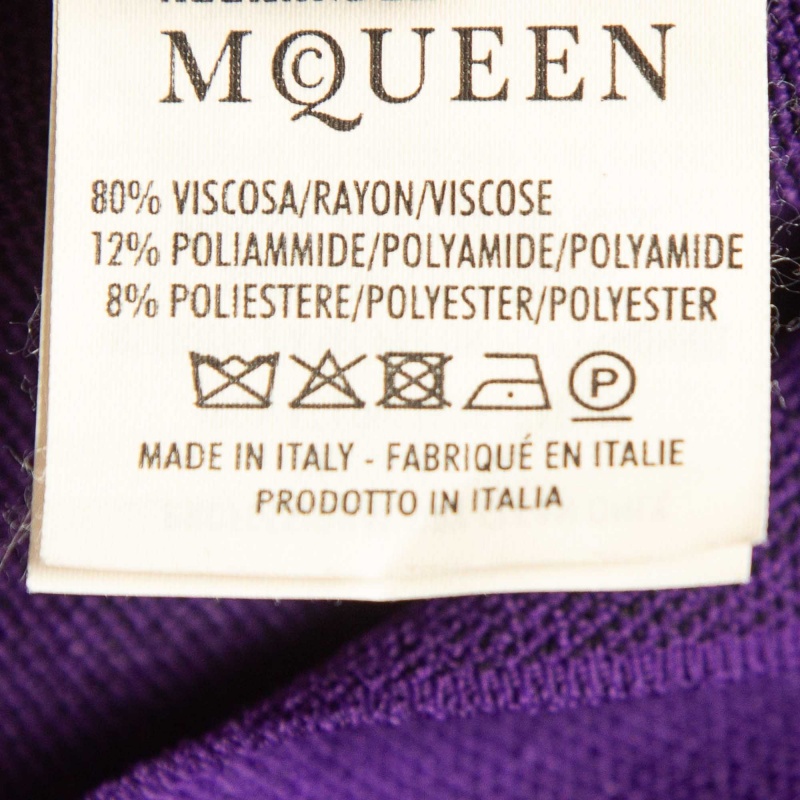 McQUEEN
80% VISCOSA/RAYON/VISCOSE
12% POLIAMMIDE/POLYAMIDE/POLYAMIDE
8% POLIESTERE/POLYESTER/POLYESTER
P
MADE IN ITALY - FABRIQUÉ EN ITALIE
PRODOTTO IN ITALIA